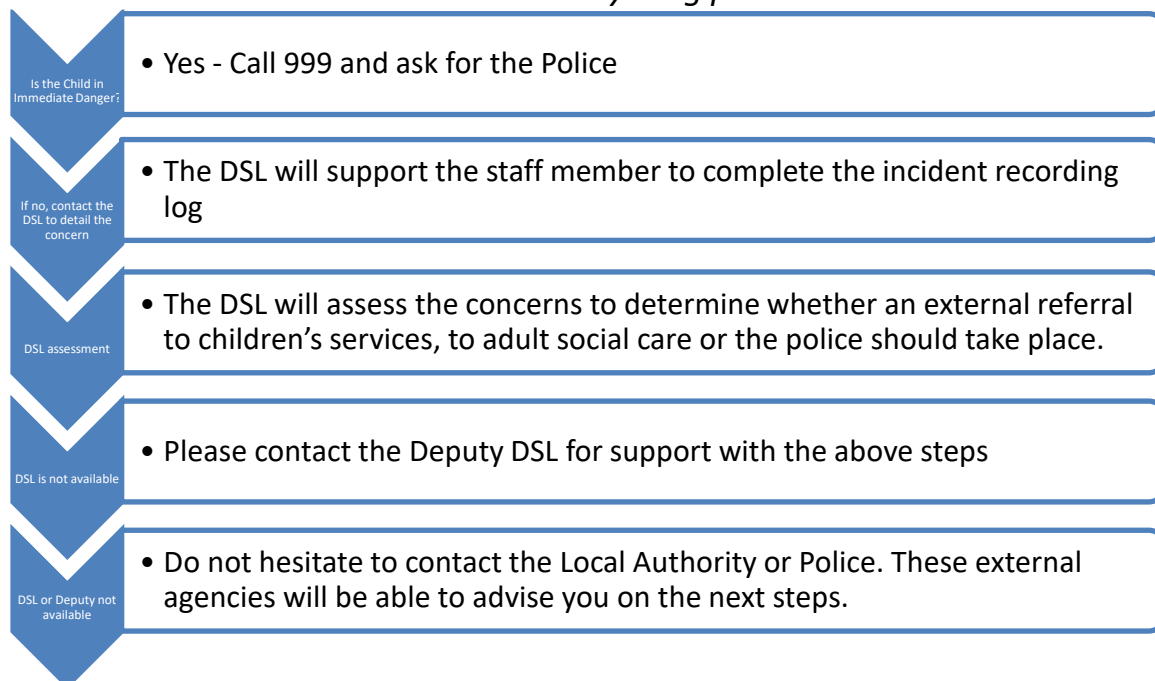 Is the Child in
Immediate Danger?
• Yes - Call 999 and ask for the Police
If no, contact the
DSL to detail the
concern
• The DSL will support the staff member to complete the incident recording
log
DSL assessment
• The DSL will assess the concerns to determine whether an external referral
to children’s services, to adult social care or the police should take place.
DSL is not available
• Please contact the Deputy DSL for support with the above steps
DSL or Deputy not
available
• Do not hesitate to contact the Local Authority or Police. These external
agencies will be able to advise you on the next steps.